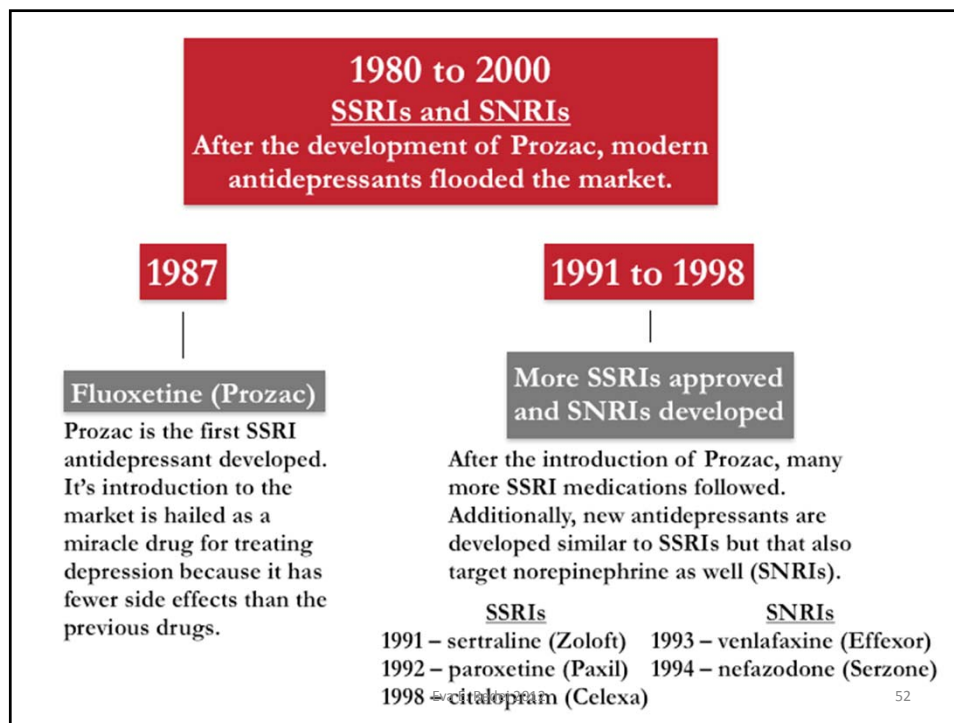 1980 to 2000
SSRIs and SNRIs
After the development of Prozac, modern
antidepressants flooded the market.
1987
Fluoxetine (Prozac)
Prozac is the first SSRI
antidepressant developed.
It's introduction to the
market is hailed as a
miracle drug for treating
depression because it has
fewer side effects than the
previous drugs.
1991 to 1998
More SSRIs approved
and SNRIs developed
After the introduction of Prozac, many
more SSRI medications followed.
Additionally, new antidepressants are
developed similar to SSRIs but that also
target norepinephrine as well (SNRIs).
SSRIs
1991 – sertraline (Zoloft)
1992 – paroxetine (Paxil)
1998 – citalopram (Celexa)
SNRIs
1993 – venlafaxine (Effexor)
1994 – nefazodone (Serzone)
Eva 2012
52